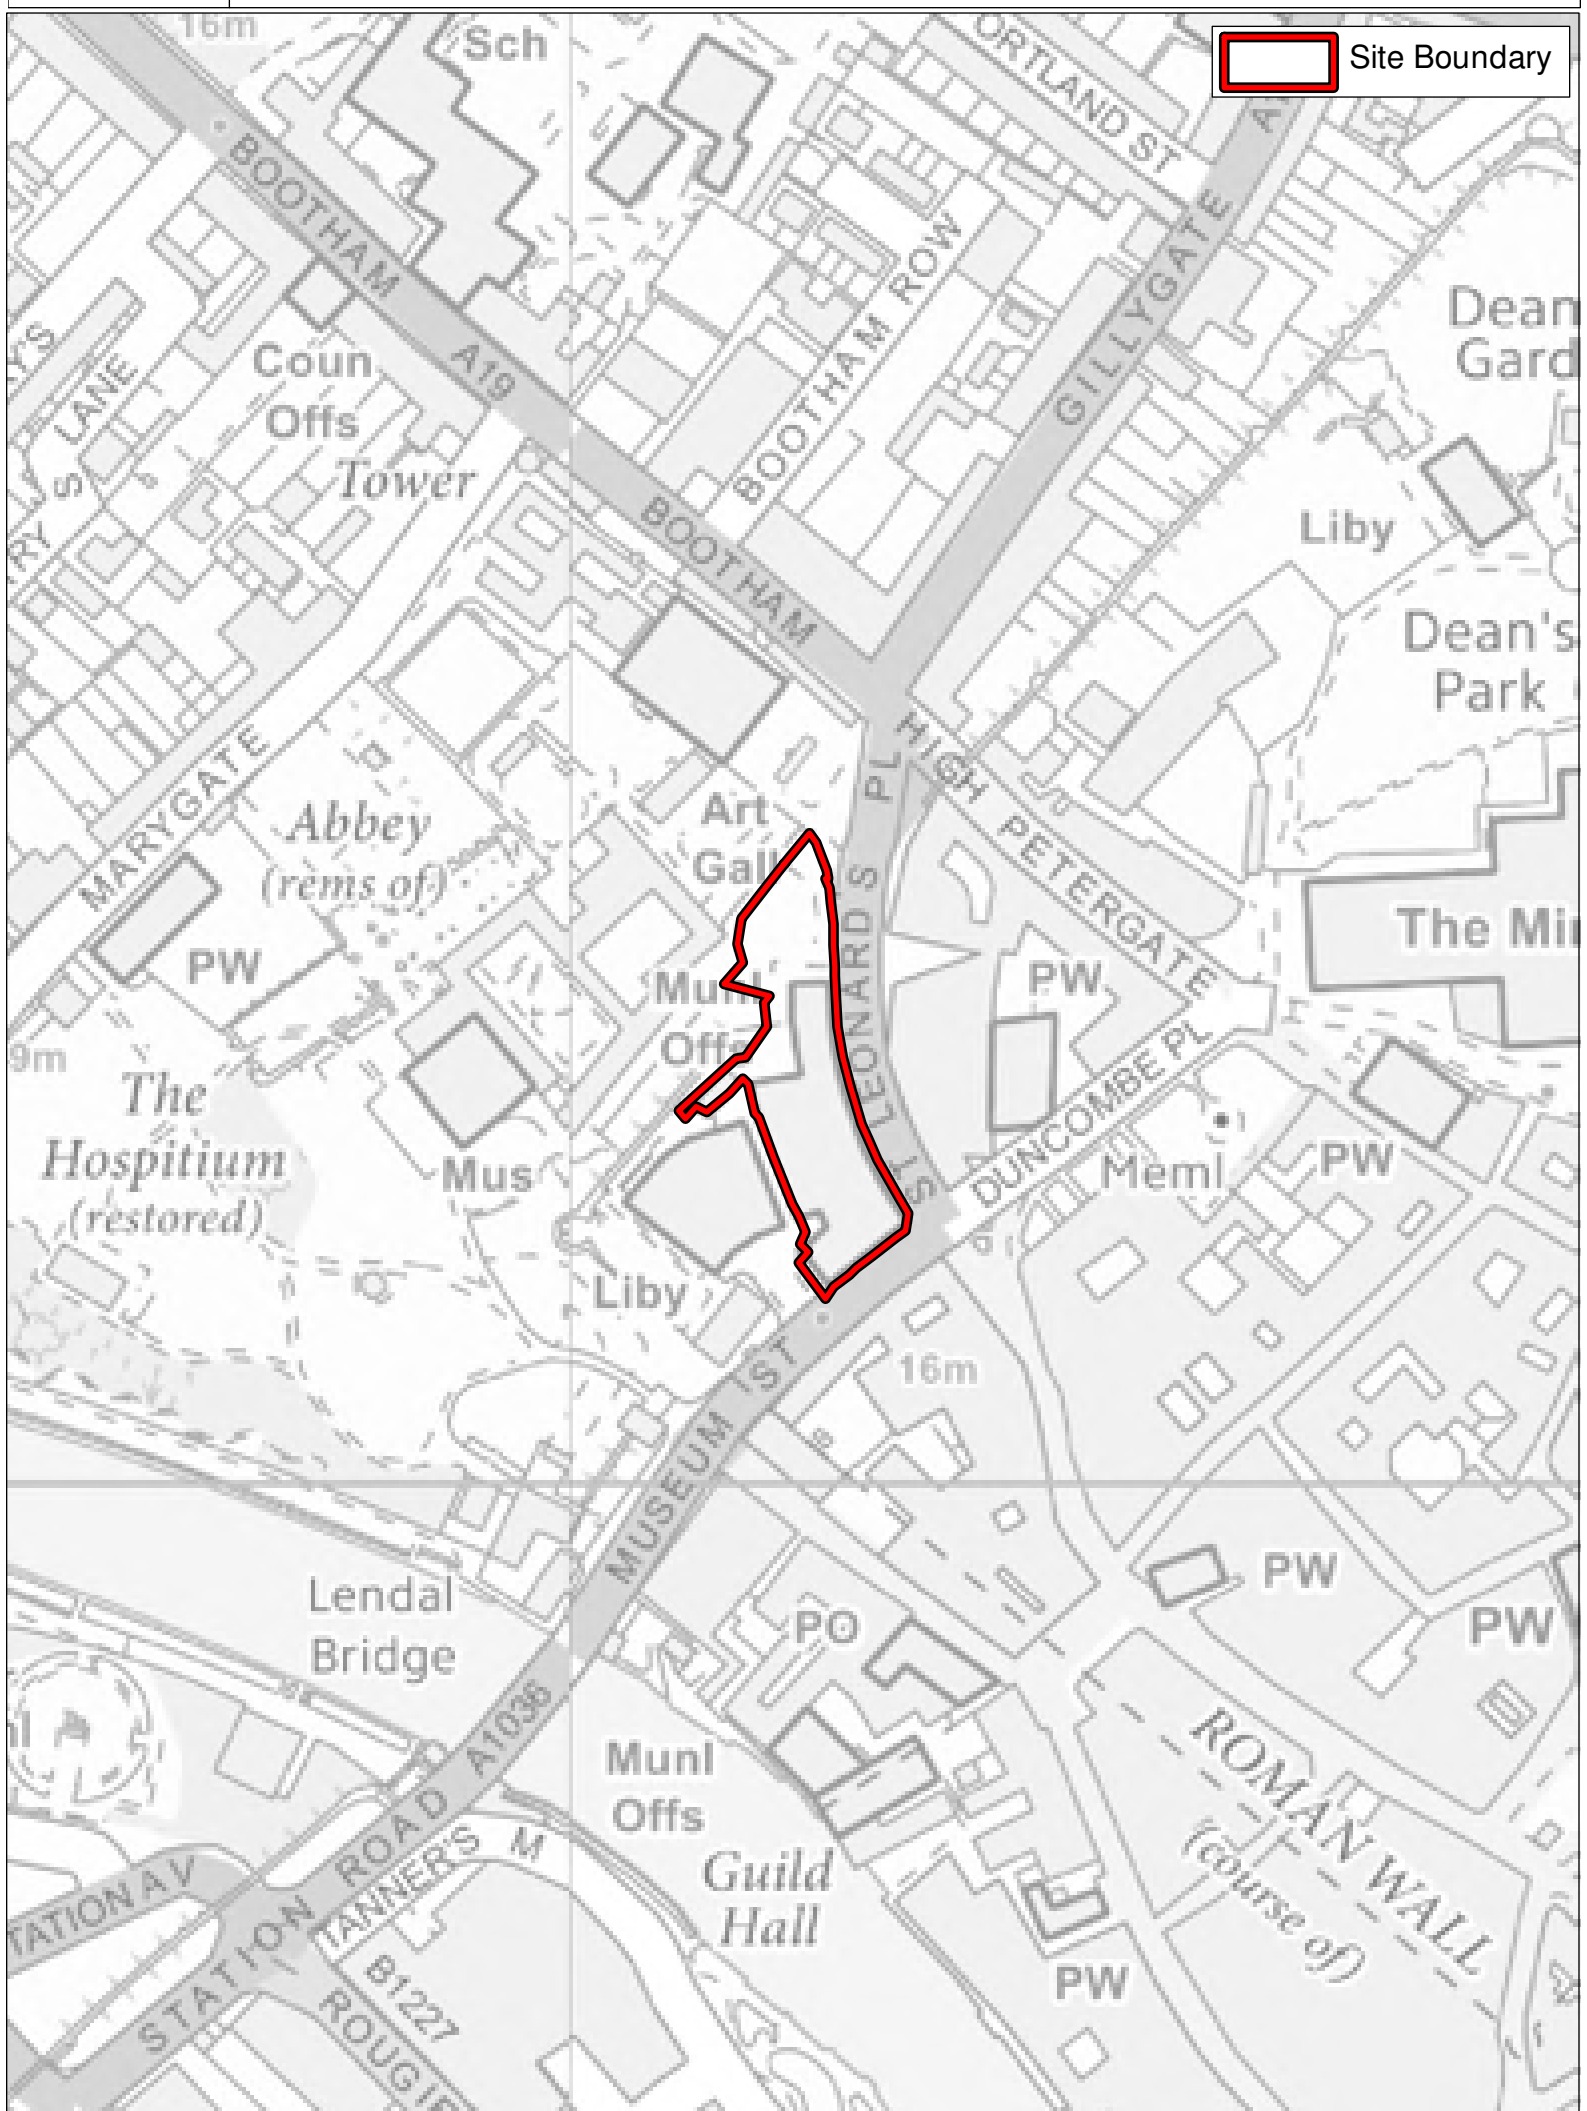 16m
Sch
ORTLAND ST
Site Boundary
BOOTHAM
A19
Coun
Offs
Tower
Y'S
LANE
RY S
BOOTHAM ROW
GILLYGATE
Dean
Gard
BOOTHAM
Liby
Dean's
Park
MARYGATE
HIGH PETERGATE
ST LEONARD'S PL
Art
Gall
Abbey
(rems of)
PW
Munl
Offs
PW
The Mi
9m
The
Hospitium
(restored)
Mus
DUNCOMBE PL
Meml
PW
Liby
16m
MUSEUM ST
Lendal
Bridge
PO
PW
PW
STATION ROAD A1036
Munl
Offs
Guild
Hall
ROMAN WALL
(course of)
TATION AV
TANNER'S M
B1227
ROUGIE
PW